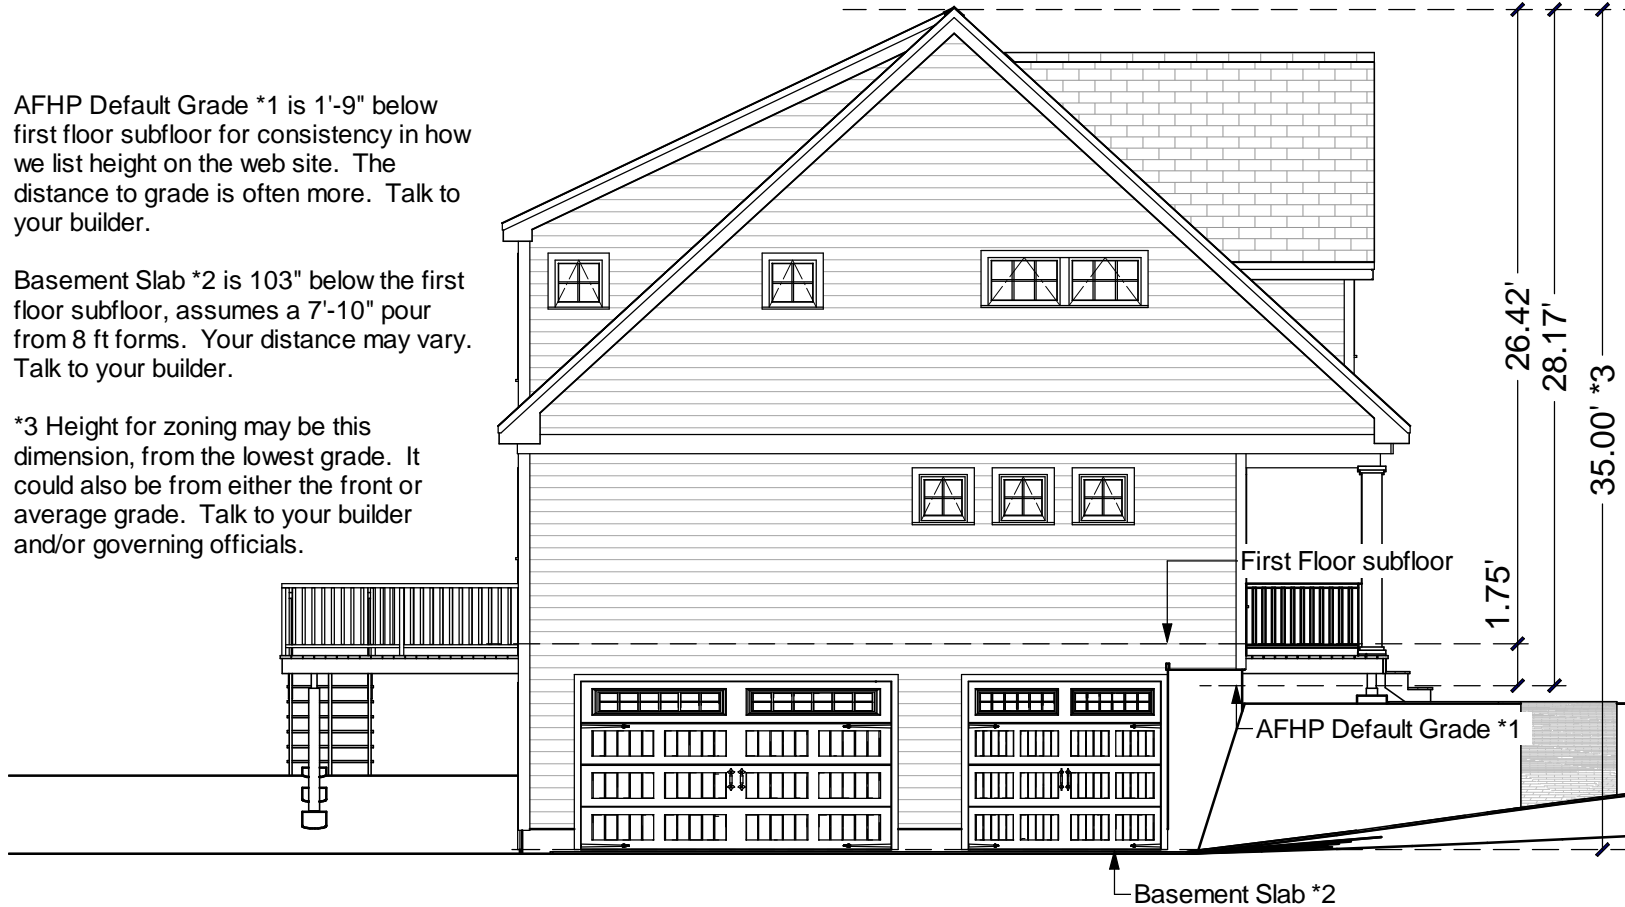 AFHP Default Grade *1 is 1'-9" below
first floor subfloor for consistency in how
we list height on the web site.  The
distance to grade is often more.  Talk to
your builder.
Basement Slab *2 is 103" below the first
floor subfloor, assumes a 7'-10" pour
from 8 ft forms.  Your distance may vary.
Talk to your builder.
*3 Height for zoning may be this
dimension, from the lowest grade.  It
could also be from either the front or
average grade.  Talk to your builder
and/or governing officials.
26.42'
28.17'
35.00' *3
1.75'
First Floor subfloor
AFHP Default Grade *1
Basement Slab *2